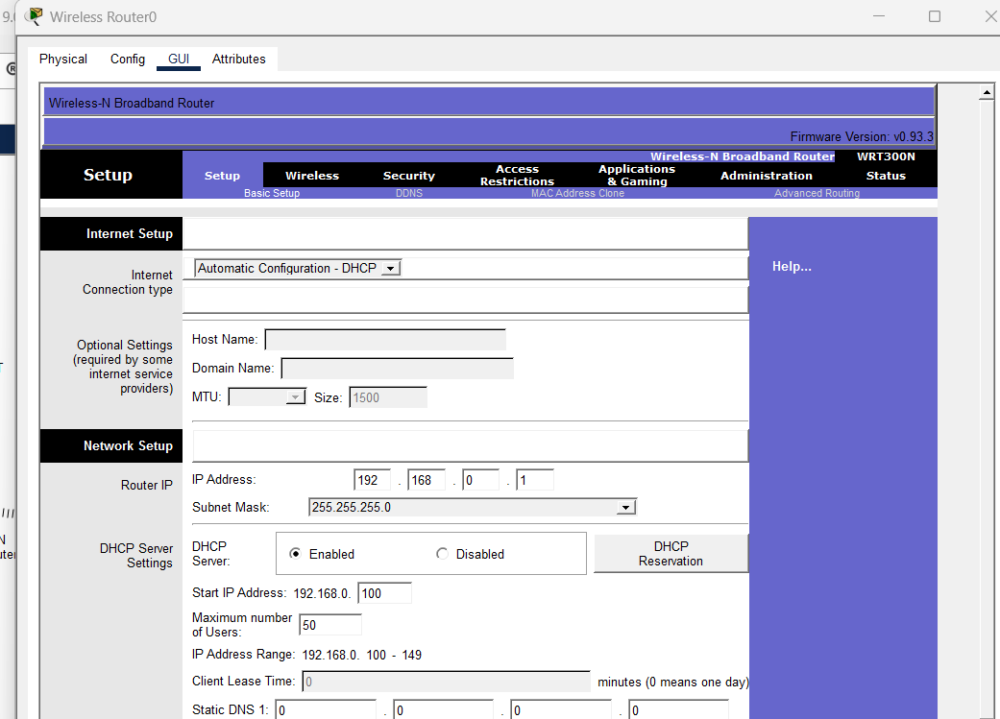 9.0
Wireless Router0
Physical Config GUI Attributes
Wireless-N Broadband Router
Firmware Version: v0.93.3
Wireless-N Broadband Router WRT300N
Setup
Setup Wireless Security Access Restrictions Applications & Gaming Administration Status
Basic Setup DDNS MAC Address Clone Advanced Routing
Internet Setup
Internet Connection type
Automatic Configuration - DHCP
Help...
Optional Settings
(required by some
internet service
providers)
Host Name:
Domain Name:
MTU: Size: 1500
Network Setup
Router IP
IP Address: 192 . 168 . 0 . 1
Subnet Mask: 255.255.255.0
DHCP Server
Settings
DHCP
Server:
Enabled Disabled
DHCP
Reservation
Start IP Address: 192.168.0. 100
Maximum number
of Users: 50
IP Address Range: 192.168.0. 100 - 149
Client Lease Time: 0 minutes (0 means one day)
Static DNS 1: 0 . 0 . 0 . 0